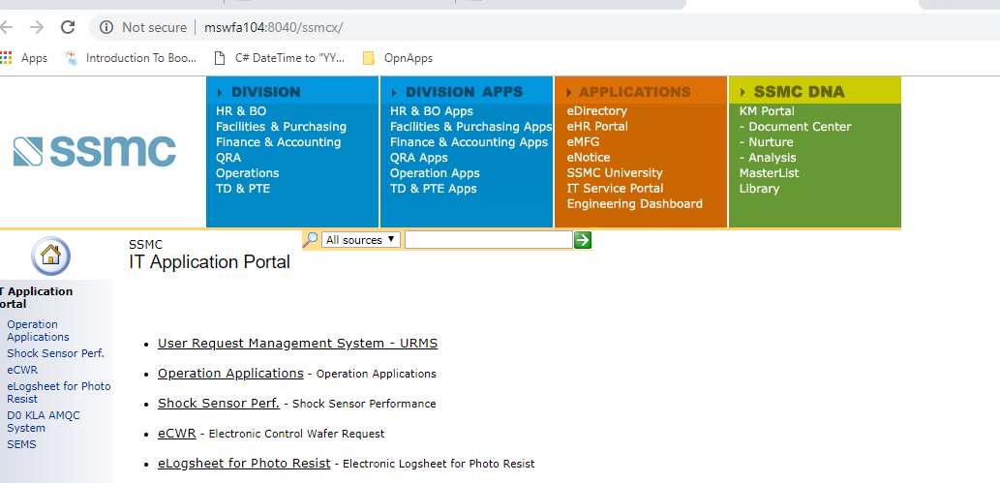 Not secure | mswfa104:8040/ssmcx/
Apps Introduction To Boo... C# DateTime to "YY... OpnApps
ssmc
DIVISION
HR & BO
Facilities & Purchasing
Finance & Accounting
QRA
Operations
TD & PTE
DIVISION APPS
HR & BO Apps
Facilities & Purchasing Apps
Finance & Accounting Apps
QRA Apps
Operation Apps
TD & PTE Apps
APPLICATIONS
eDirectory
eHR Portal
eMFG
eNotice
SSMC University
IT Service Portal
Engineering Dashboard
SSMC DNA
KM Portal
- Document Center
- Nurture
- Analysis
MasterList
Library
All sources
SSMC
IT Application Portal
T Application
ortal
Operation
Applications
Shock Sensor Perf.
eCWR
eLogsheet for Photo
Resist
D0 KLA AMQC
System
SEMS
• User Request Management System - URMS
• Operation Applications - Operation Applications
• Shock Sensor Perf. - Shock Sensor Performance
• eCWR - Electronic Control Wafer Request
• eLogsheet for Photo Resist - Electronic Logsheet for Photo Resist